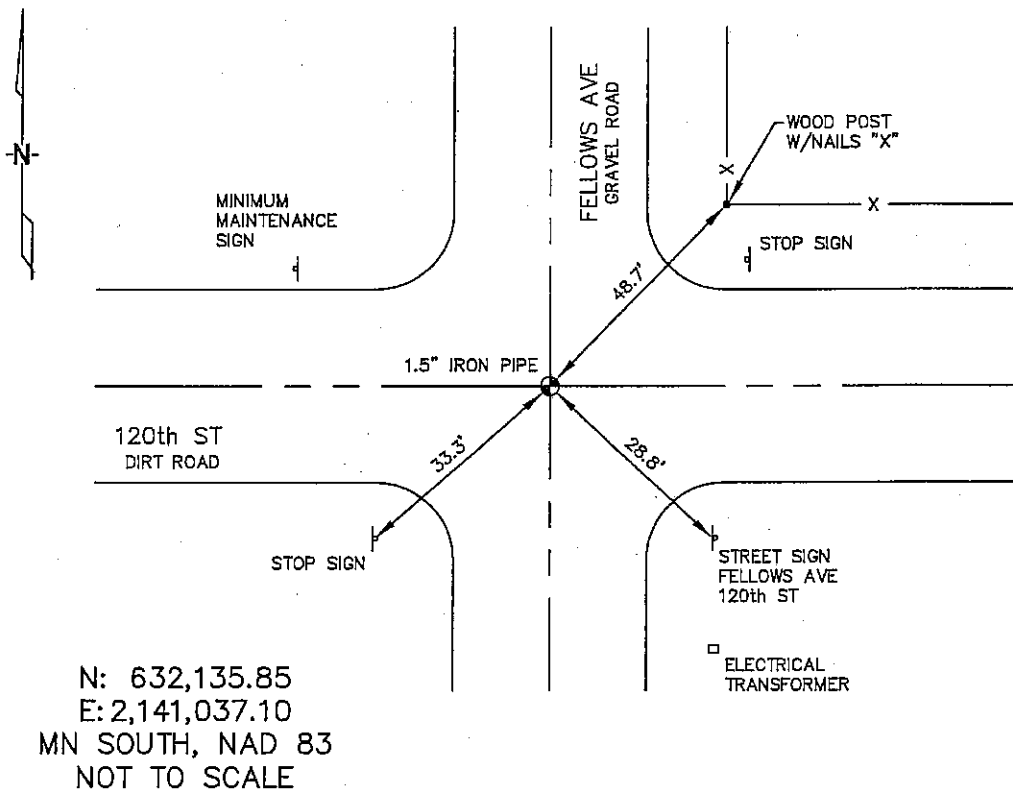 FELLOWS AVE
GRAVEL ROAD
WOOD POST
W/NAILS "X"
-N-
X
X
MINIMUM
MAINTENANCE
SIGN
STOP SIGN
48.7'
1.5" IRON PIPE
120th ST
DIRT ROAD
33.3'
28.8'
STOP SIGN
STREET SIGN
FELLOWS AVE
120th ST
ELECTRICAL
TRANSFORMER
N: 632,135.85
E: 2,141,037.10
MN SOUTH, NAD 83
NOT TO SCALE